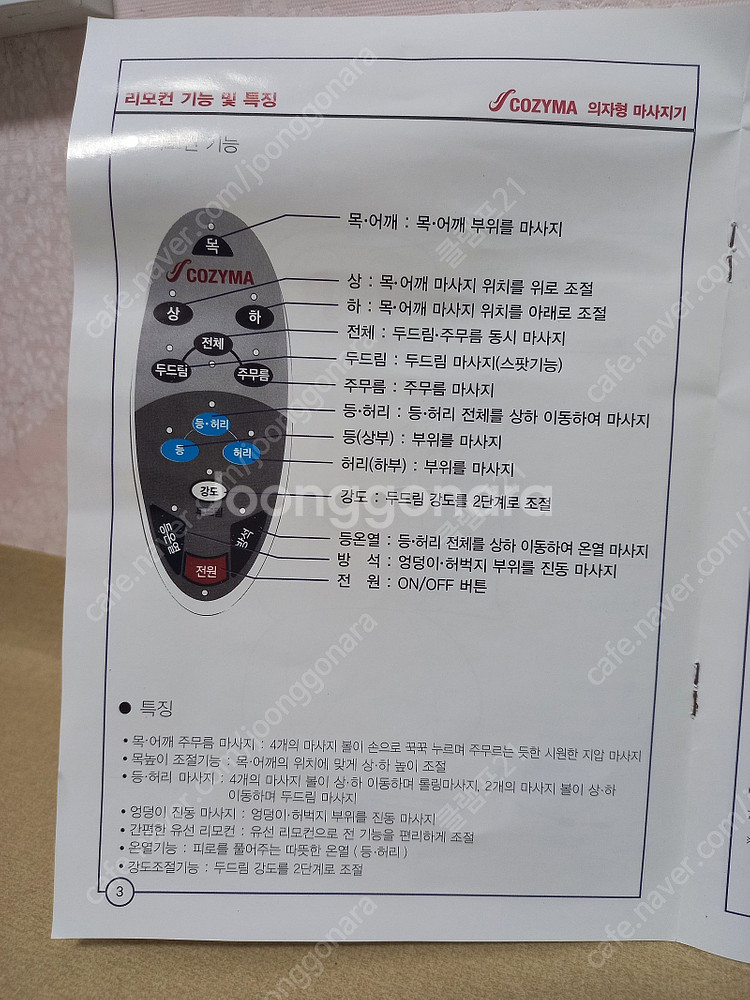 리모컨 기능 및 특징
COZYMA 의자형 마사지기
기능
목
COZYMA
상
하
전체
두드림
주무름
등·허리
등
허리
강도
등온열
방석
전원
목·어깨 : 목·어깨 부위를 마사지
상 : 목·어깨 마사지 위치를 위로 조절
하 : 목·어깨 마사지 위치를 아래로 조절
전체 : 두드림·주무름 동시 마사지
두드림 : 두드림 마사지(스팟기능)
주무름 : 주무름 마사지
등·허리 : 등·허리 전체를 상하 이동하여 마사지
등(상부) : 부위를 마사지
허리(하부) : 부위를 마사지
강도 : 두드림 강도를 2단계로 조절
등온열 : 등·허리 전체를 상하 이동하여 온열 마사지
방 석 : 엉덩이·허벅지 부위를 진동 마사지
전 원 : ON/OFF 버튼
● 특징
• 목·어깨 주무름 마사지 : 4개의 마사지 볼이 손으로 꾹꾹 누르며 주무르는 듯한 시원한 지압 마사지
• 목높이 조절기능 : 목·어깨의 위치에 맞게 상·하 높이 조절
• 등·허리 마사지 : 4개의 마사지 볼이 상·하 이동하며 롤링마사지, 2개의 마사지 볼이 상·하
이동하며 두드림 마사지
• 엉덩이 진동 마사지 : 엉덩이·허벅지 부위를 진동 마사지
• 간편한 유선 리모컨 : 유선 리모컨으로 전 기능을 편리하게 조절
• 온열기능 : 피로를 풀어주는 따뜻한 온열 ( 등·허리 )
• 강도조절기능 : 두드림 강도를 2단계로 조절
3
Joonggonara
cafe.naver.com/joonggonara